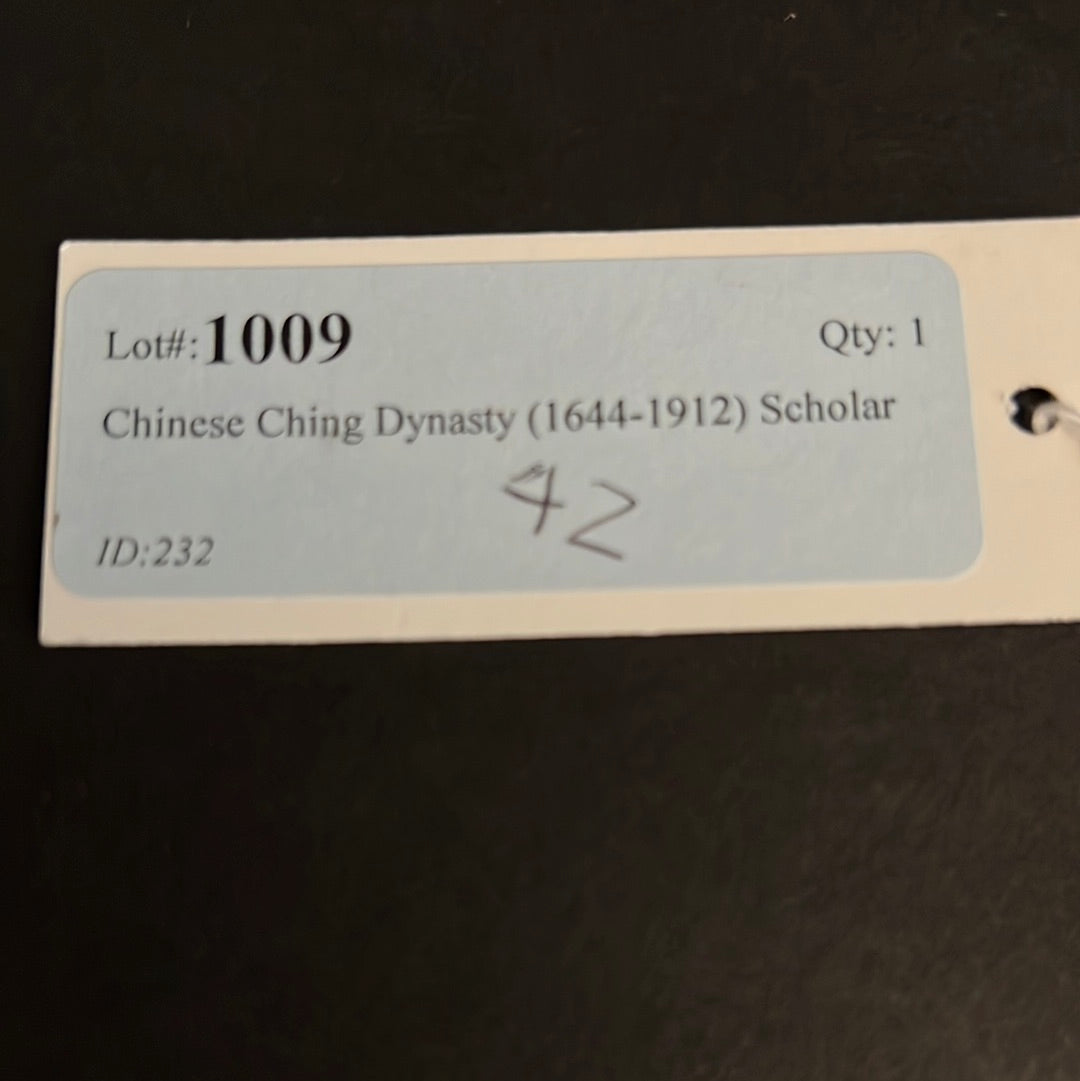 Lot#:1009 Qty: 1
Chinese Ching Dynasty (1644-1912) Scholar
42
ID:232